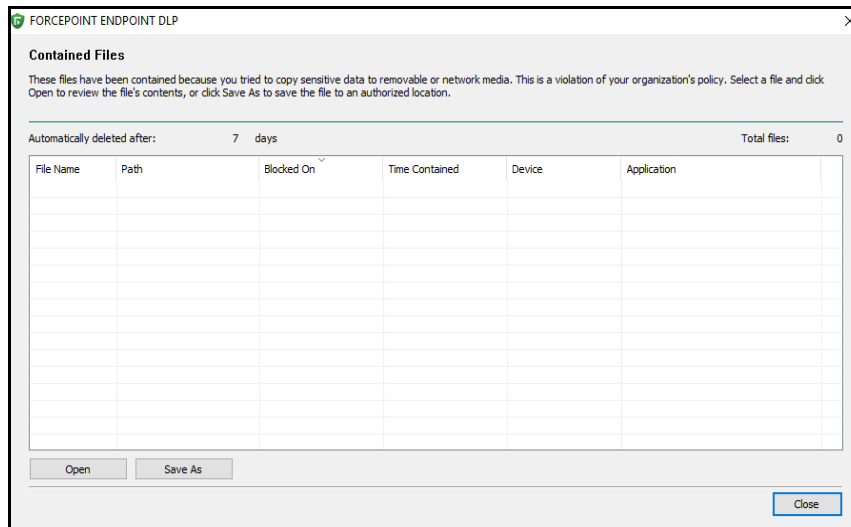 FORCEPOINT ENDPOINT DLP
Contained Files
These files have been contained because you tried to copy sensitive data to removable or network media. This is a violation of your organization's policy. Select a file and click
Open to review the file's contents, or click Save As to save the file to an authorized location.
Automatically deleted after: 7 days Total files: 0
File Name Path Blocked On Time Contained Device Application
Open Save As
Close